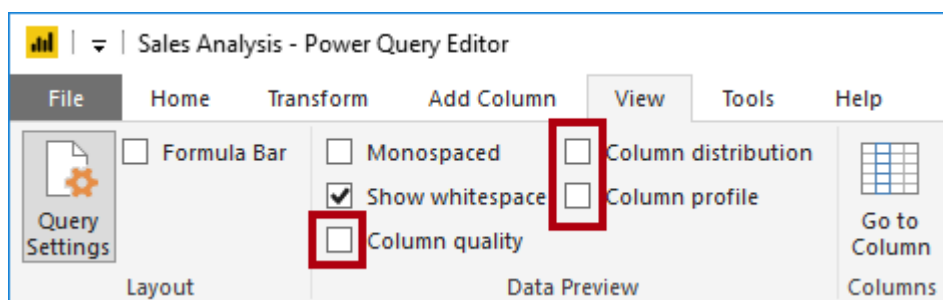 Sales Analysis - Power Query Editor
File Home Transform Add Column View Tools Help
Formula Bar Monospaced Column distribution
Show whitespace Column profile
Query Settings Column quality Go to Column
Layout Data Preview Columns